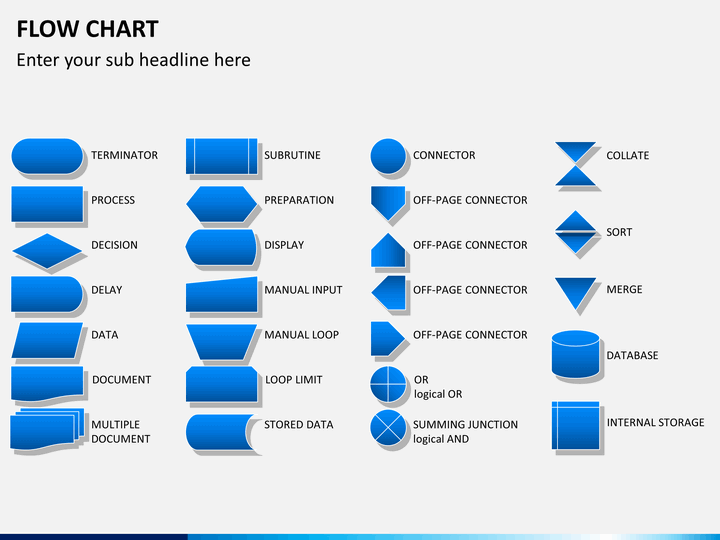 FLOW CHART
Enter your sub headline here
TERMINATOR
PROCESS
DECISION
DELAY
DATA
DOCUMENT
MULTIPLE
DOCUMENT
SUBRUTINE
PREPARATION
DISPLAY
MANUAL INPUT
MANUAL LOOP
LOOP LIMIT
STORED DATA
CONNECTOR
OFF-PAGE CONNECTOR
OFF-PAGE CONNECTOR
OFF-PAGE CONNECTOR
OFF-PAGE CONNECTOR
OR
logical OR
SUMMING JUNCTION
logical AND
COLLATE
SORT
MERGE
DATABASE
INTERNAL STORAGE